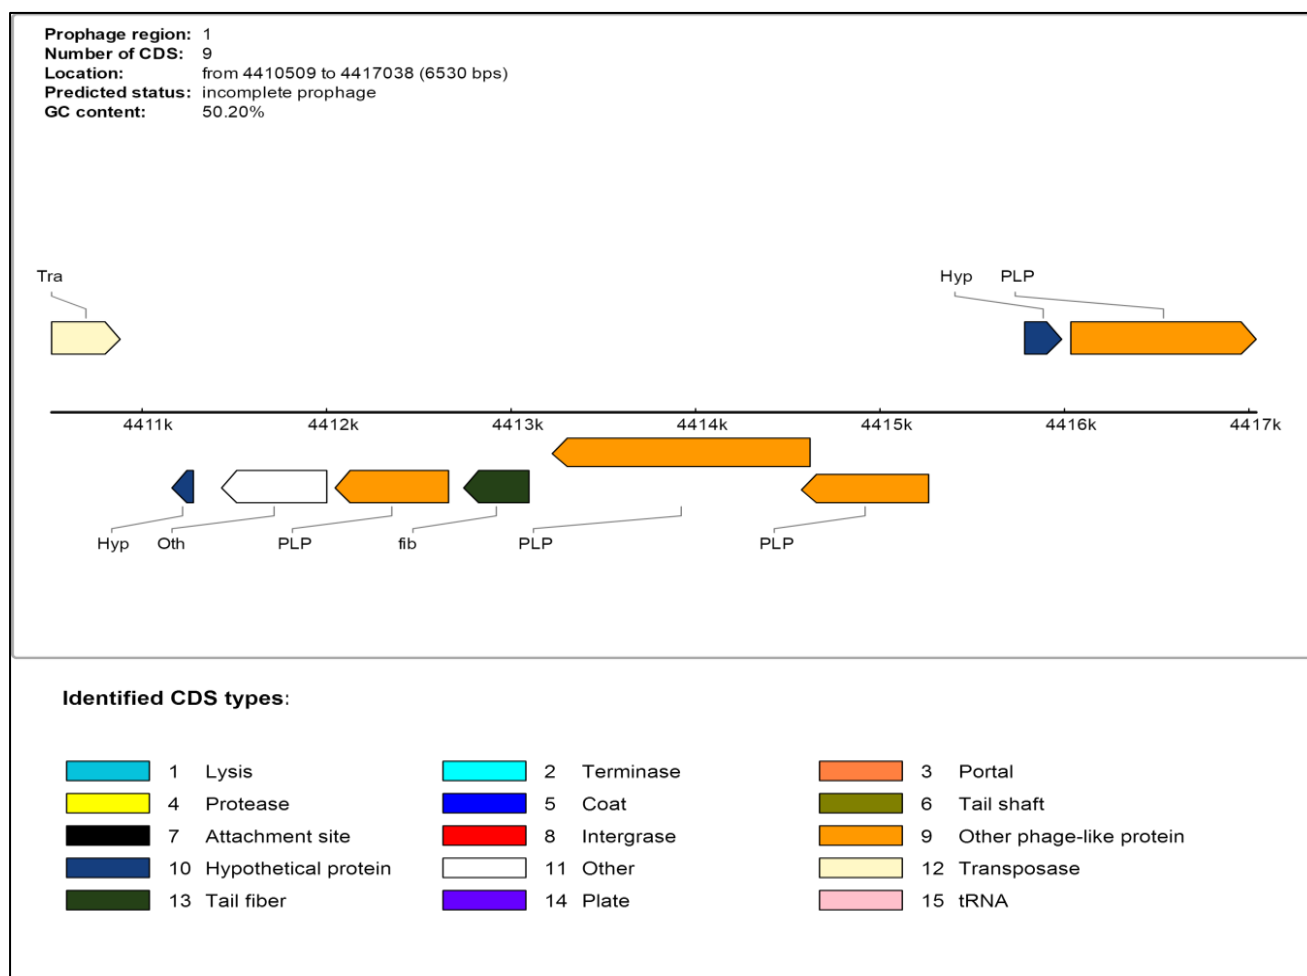 Prophage region: 1
Number of CDS: 9
Location: from 4410509 to 4417038 (6530 bps)
Predicted status: incomplete prophage
GC content: 50.20%
Tra Hyp PLP
4411k 4412k 4413k 4414k 4415k 4416k 4417k
Hyp Oth PLP fib PLP PLP
Identified CDS types:
1 Lysis 2 Terminase 3 Portal
4 Protease 5 Coat 6 Tail shaft
7 Attachment site 8 Intergrase 9 Other phage-like protein
10 Hypothetical protein 11 Other 12 Transposase
13 Tail fiber 14 Plate 15 tRNA